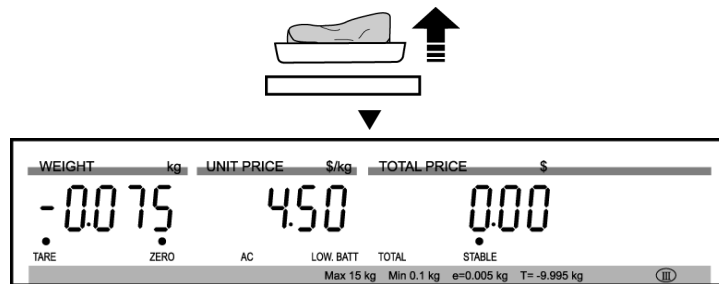 WEIGHT kg UNIT PRICE $/kg TOTAL PRICE $
-0.075 4.50 0.00
TARE ZERO AC LOW. BATT TOTAL STABLE
Max 15 kg Min 0.1 kg e=0.005 kg T= -9.995 kg III